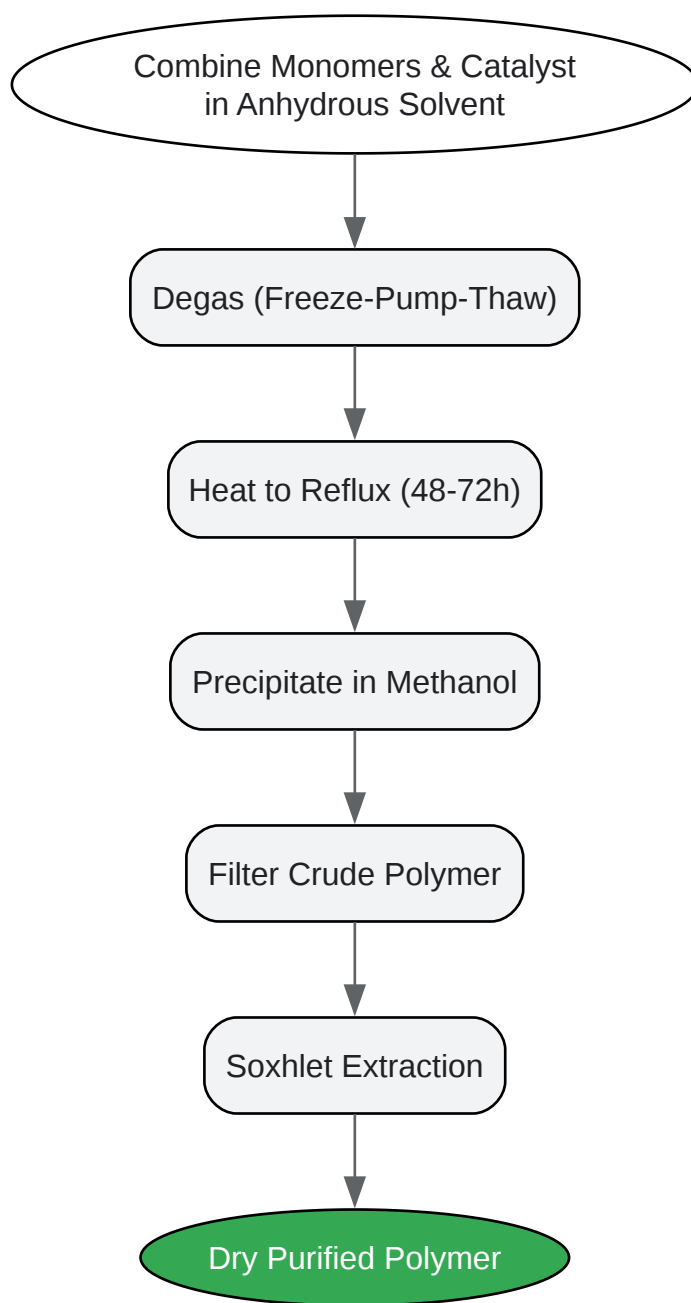 Combine Monomers & Catalyst
in Anhydrous Solvent
Degas (Freeze-Pump-Thaw)
Heat to Reflux (48-72h)
Precipitate in Methanol
Filter Crude Polymer
Soxhlet Extraction
Dry Purified Polymer